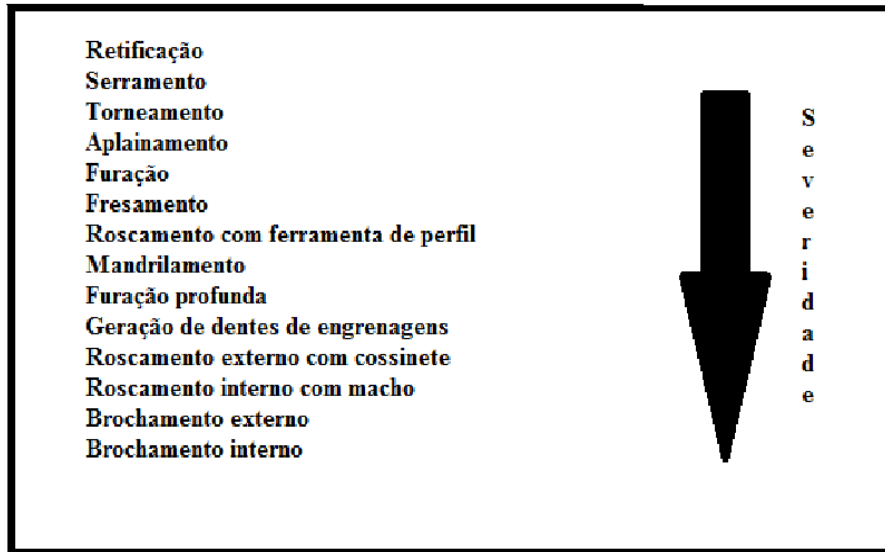 Retificação
Serramento
Torneamento
Aplainamento
Furação
Fresamento
Roscamento com ferramenta de perfil
Mandrilamento
Furação profunda
Geração de dentes de engrenagens
Roscamento externo com cossinete
Roscamento interno com macho
Brochamento externo
Brochamento interno
Severidade